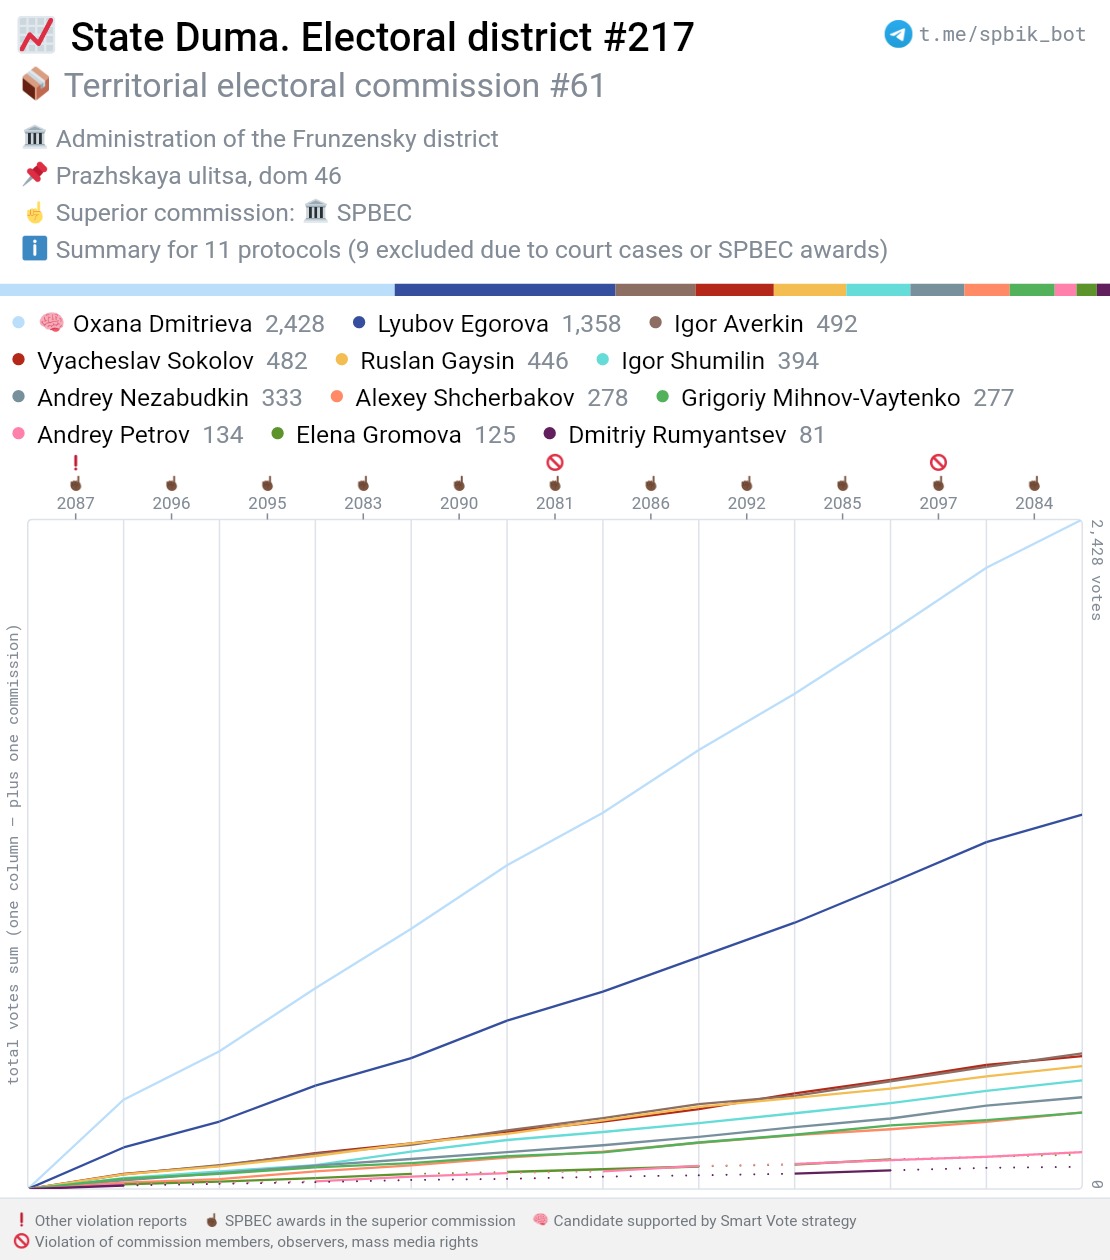 State Duma. Electoral district #217
t.me/spbik_bot
Territorial electoral commission #61
Administration of the Frunzensky district
Prazhskaya ulitsa, dom 46
Superior commission: SPBEC
Summary for 11 protocols (9 excluded due to court cases or SPBEC awards)
Oxana Dmitrieva 2,428 Lyubov Egorova 1,358 Igor Averkin 492
Vyacheslav Sokolov 482 Ruslan Gaysin 446 Igor Shumilin 394
Andrey Nezabudkin 333 Alexey Shcherbakov 278 Grigoriy Mihnov-Vaytenko 277
Andrey Petrov 134 Elena Gromova 125 Dmitriy Rumyantsev 81
2087 2096 2095 2083 2090 2081 2086 2092 2085 2097 2084
2,428 votes
total votes sum (one column – plus one commission)
0
Other violation reports SPBEC awards in the superior commission Candidate supported by Smart Vote strategy
Violation of commission members, observers, mass media rights